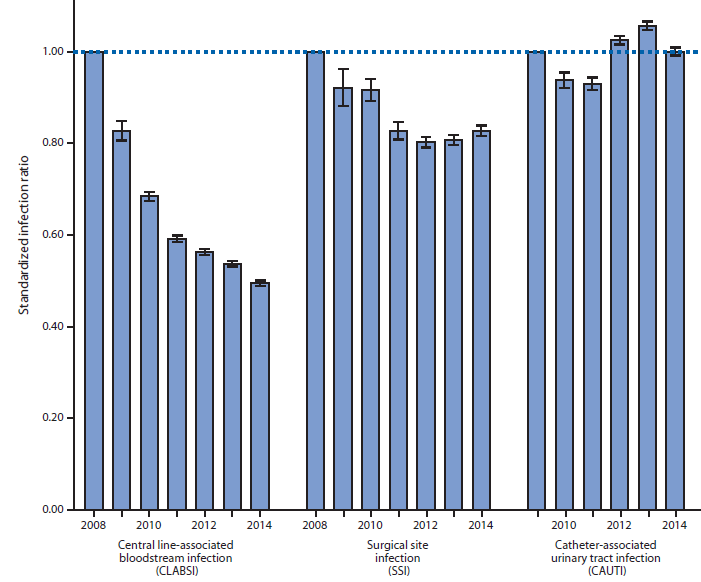 1.00
0.80
0.60
0.40
0.20
0.00
Standardized infection ratio
2008 2010 2012 2014 2008 2010 2012 2014 2010 2012 2014
Central line-associated
bloodstream infection
(CLABSI)
Surgical site
infection
(SSI)
Catheter-associated
urinary tract infection
(CAUTI)